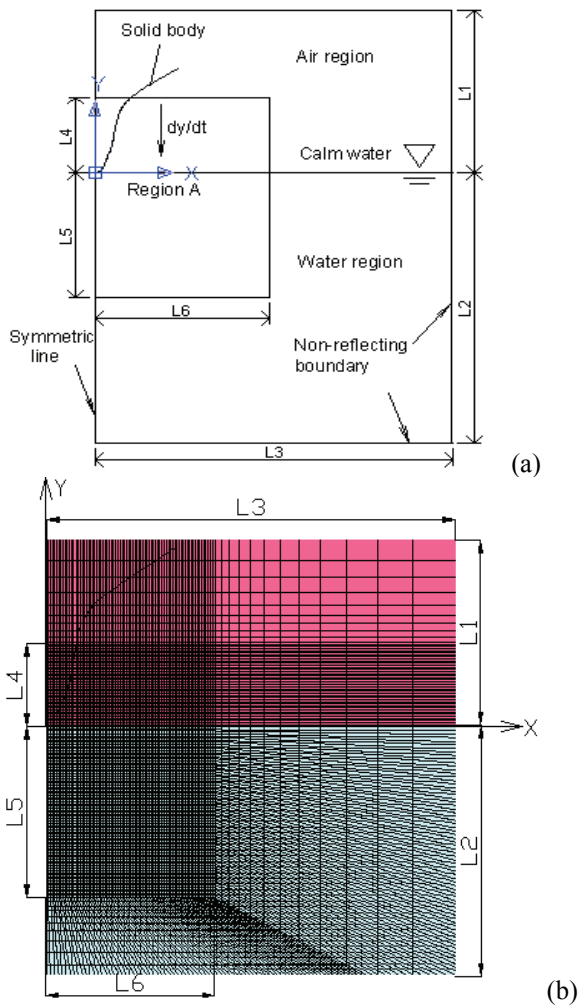 Solid body
Air region
Y
L1
L4
dy/dt
Calm water
Region A
X
L5
Water region
L6
L2
Symmetric
line
Non-reflecting
boundary
L3
(a)
Y
L3
L1
L4
X
L5
L2
L6
(b)